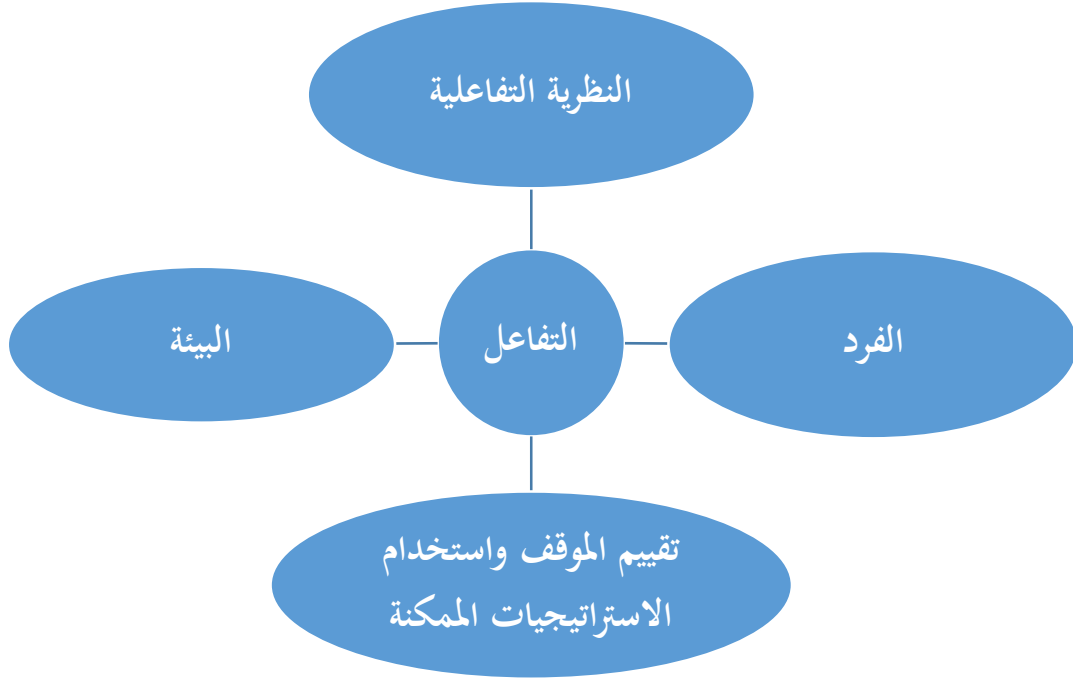 النظرية التفاعلية
الفرد
التفاعل
البيئة
تقييم الموقف واستخدام
الاستراتيجيات الممكنة